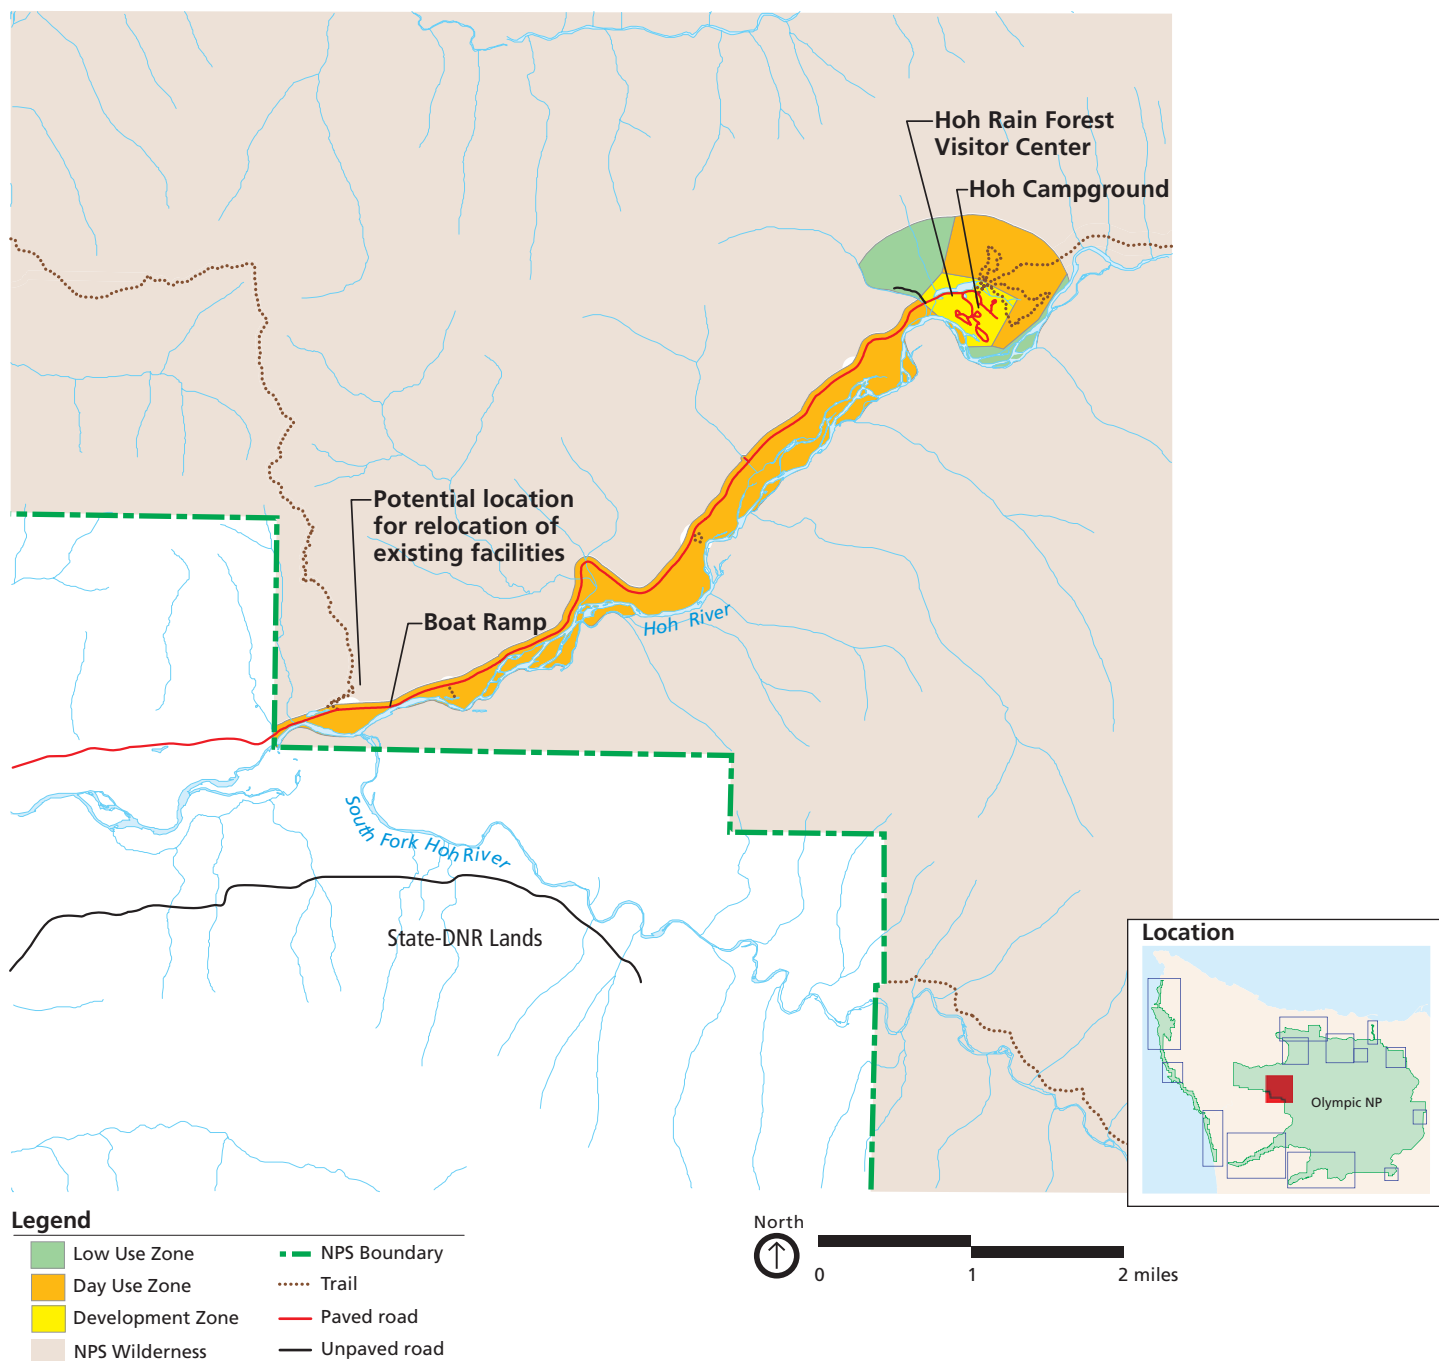 Hoh Rain Forest
Visitor Center
Hoh Campground
Potential location
for relocation of
existing facilities
Boat Ramp
Hoh River
South Fork Hoh River
State-DNR Lands
Location
Olympic NP
Legend
Low Use Zone
Day Use Zone
Development Zone
NPS Wilderness
NPS Boundary
Trail
Paved road
Unpaved road
North
0 1 2 miles